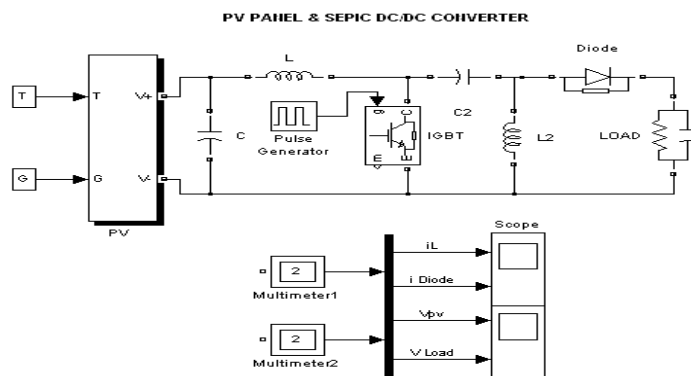 PV PANEL & SEPIC DC/DC CONVERTER
Diode
L
T
T
V+
g
C
C
Pulse
Generator
C2
IGBT
L2
LOAD
m
E
G
G
V-
PV
Scope
iL
2
Multimeter1
i Diode
Vpv
2
Multimeter2
V Load